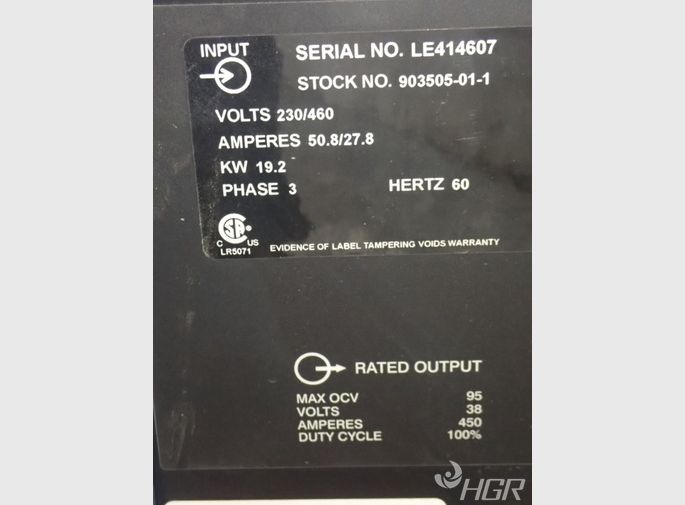 INPUT
SERIAL NO. LE414607
STOCK NO. 903505-01-1
VOLTS 230/460
AMPERES 50.8/27.8
KW 19.2
PHASE 3 HERTZ 60
CSA
C US
LR5071
EVIDENCE OF LABEL TAMPERING VOIDS WARRANTY
RATED OUTPUT
MAX OCV 95
VOLTS 38
AMPERES 450
DUTY CYCLE 100%
HGR